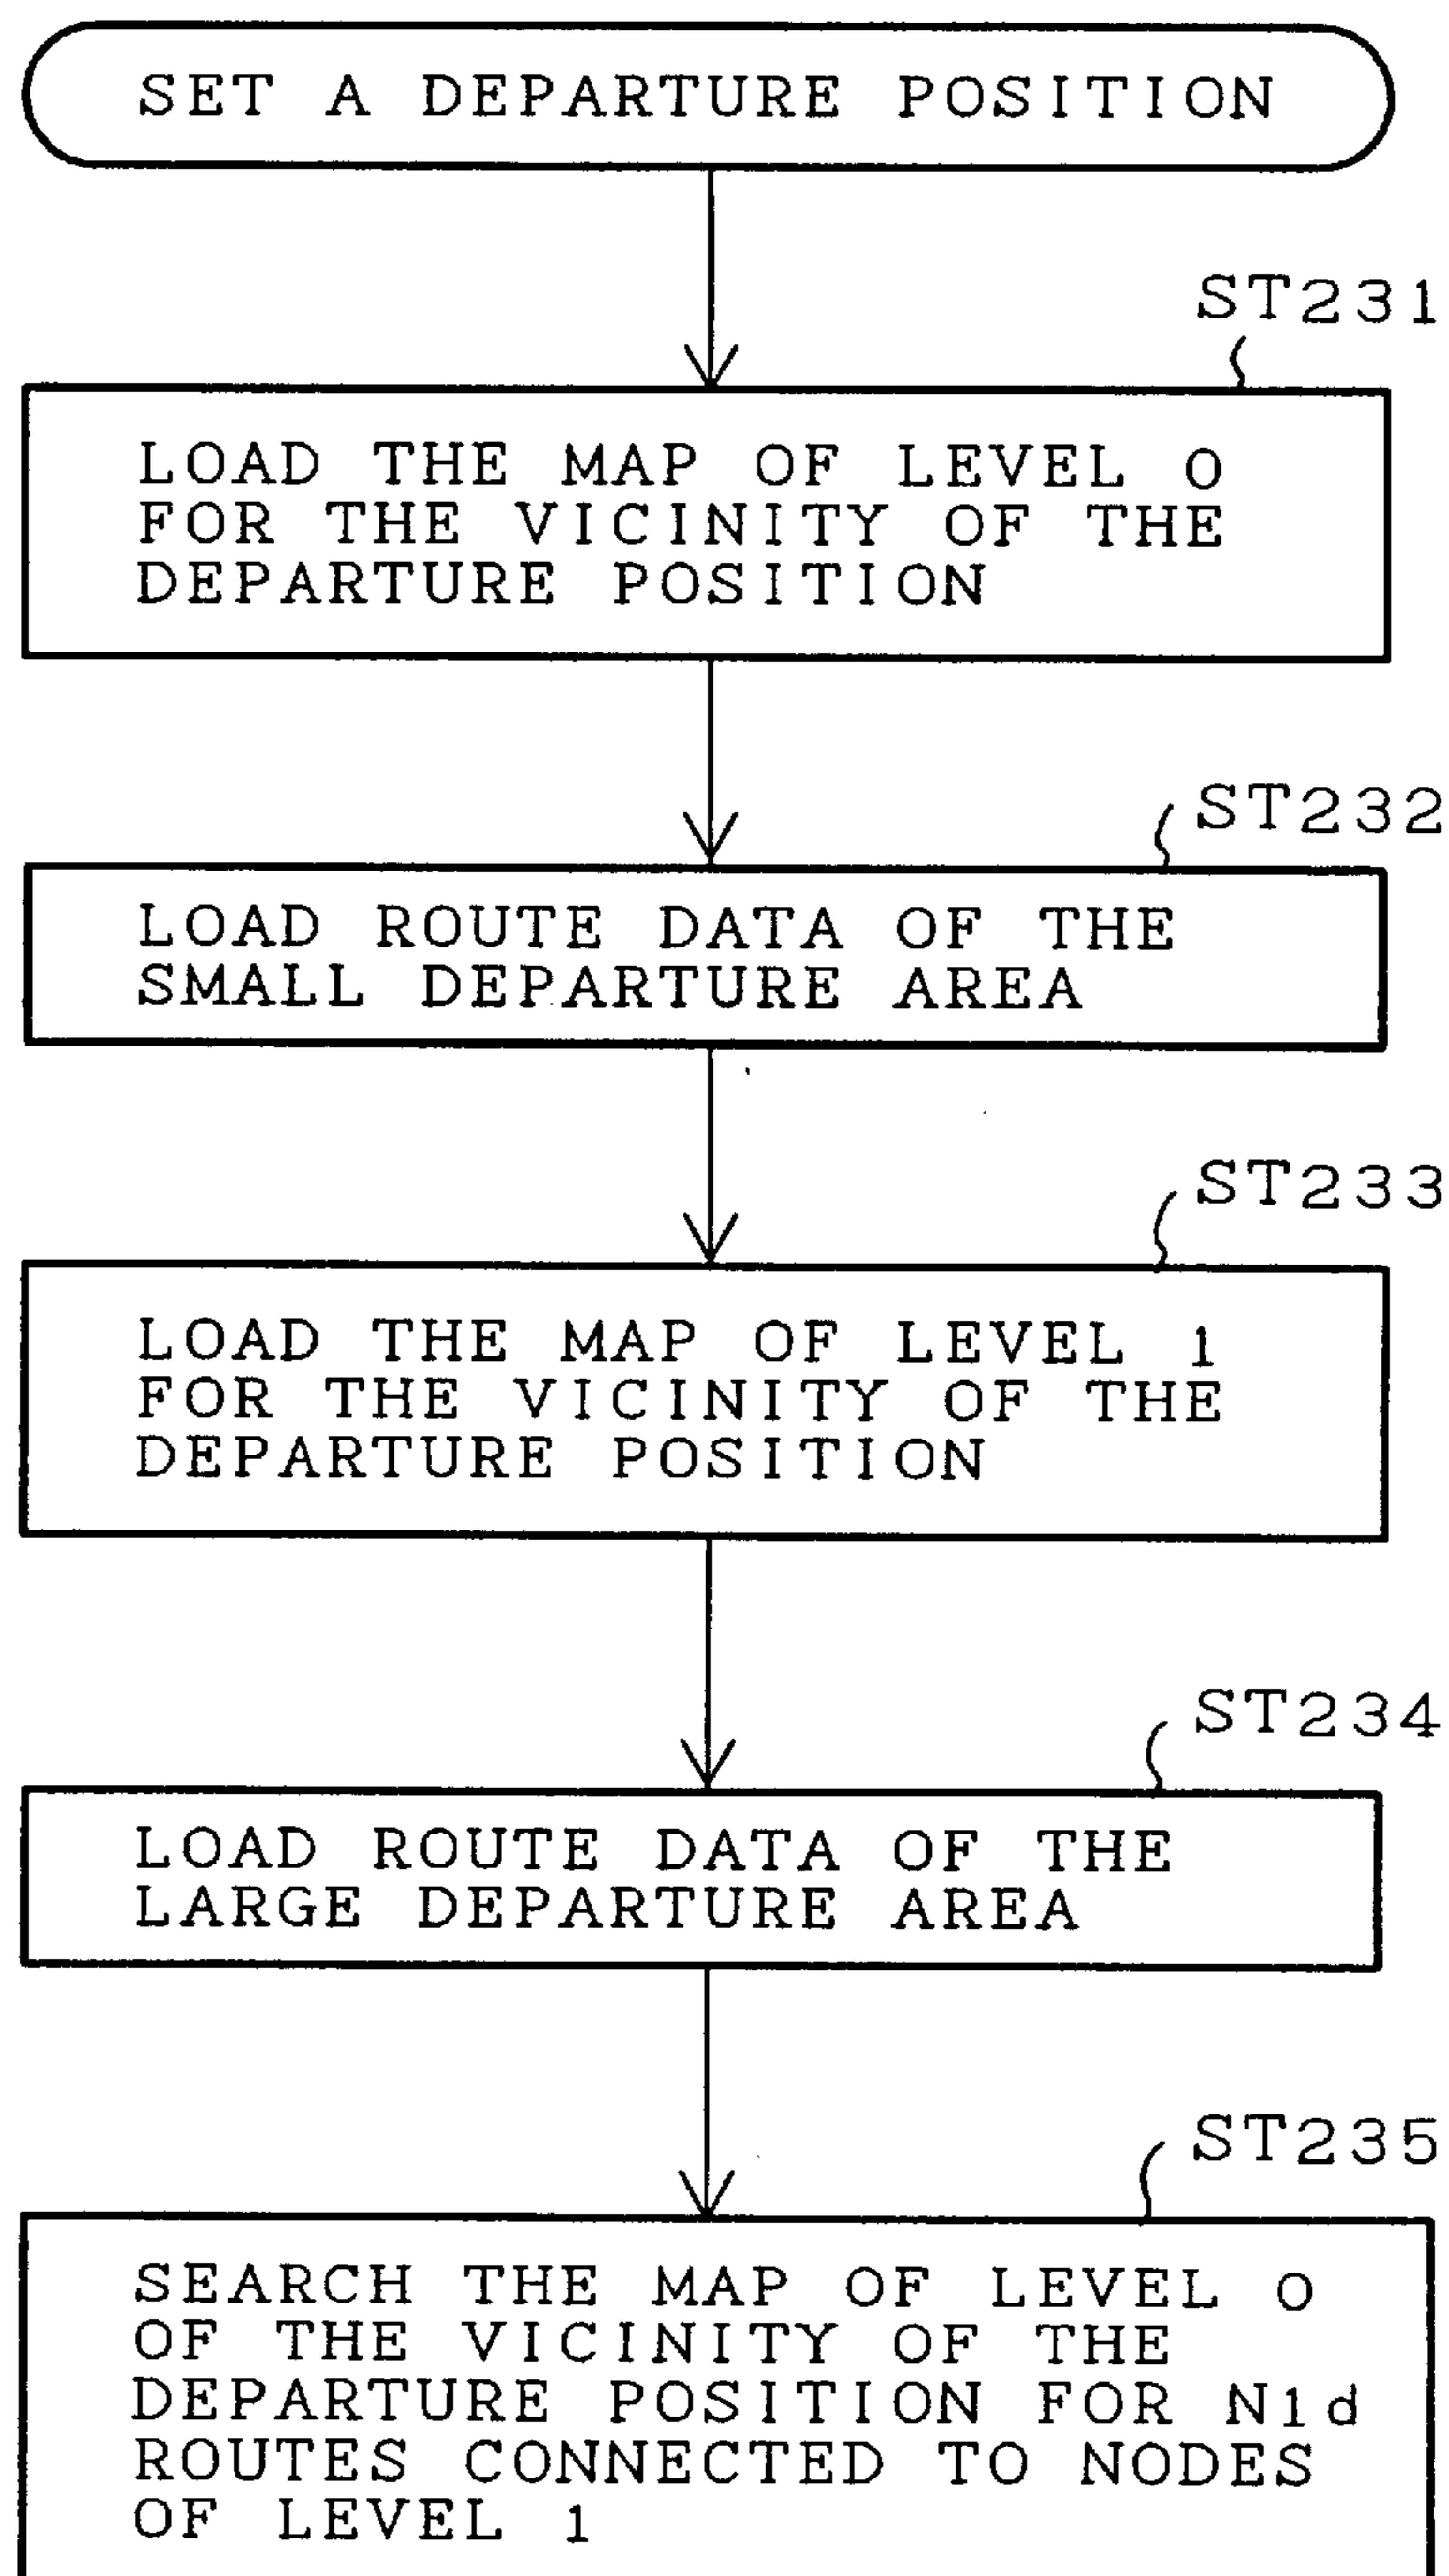 SET A DEPARTURE POSITION
ST231
LOAD THE MAP OF LEVEL 0
FOR THE VICINITY OF THE
DEPARTURE POSITION
ST232
LOAD ROUTE DATA OF THE
SMALL DEPARTURE AREA
ST233
LOAD THE MAP OF LEVEL 1
FOR THE VICINITY OF THE
DEPARTURE POSITION
ST234
LOAD ROUTE DATA OF THE
LARGE DEPARTURE AREA
ST235
SEARCH THE MAP OF LEVEL 0
OF THE VICINITY OF THE
DEPARTURE POSITION FOR N1d
ROUTES CONNECTED TO NODES
OF LEVEL 1